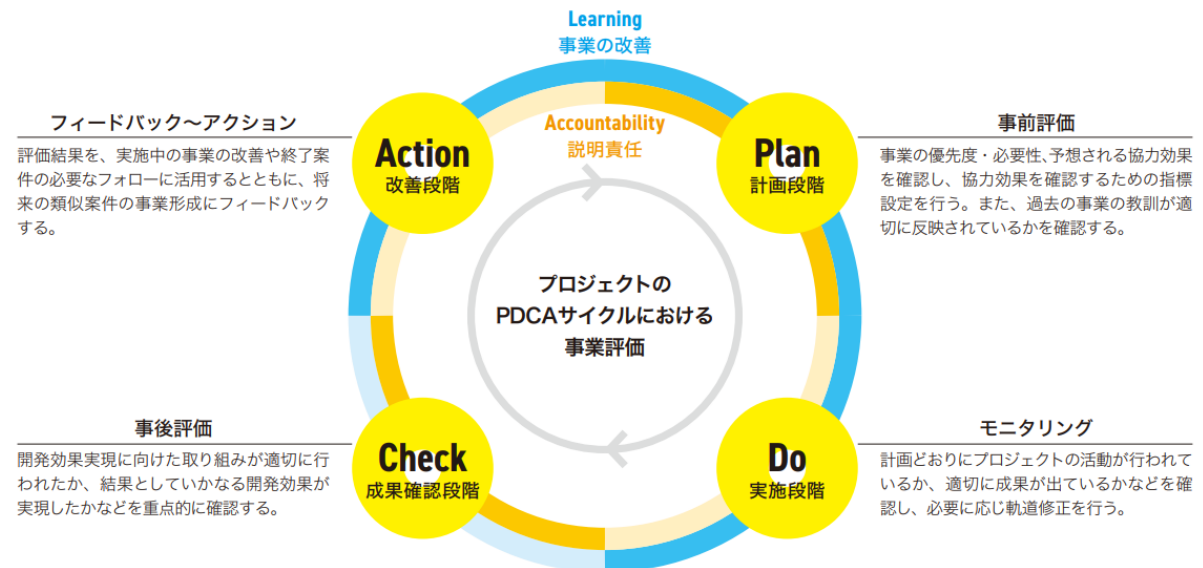 Learning
事業の改善
Accountability
説明責任
フィードバック～アクション
評価結果を、実施中の事業の改善や終了案
件の必要なフォローに活用するとともに、将
来の類似案件の事業形成にフィードバック
する。
Action
改善段階
Plan
計画段階
事前評価
事業の優先度・必要性、予想される協力効果
を確認し、協力効果を確認するための指標
設定を行う。また、過去の事業の教訓が適
切に反映されているかを確認する。
プロジェクトの
PDCAサイクルにおける
事業評価
事後評価
開発効果実現に向けた取り組みが適切に行
われたか、結果としていかなる開発効果が
実現したかなどを重点的に確認する。
Check
成果確認段階
Do
実施段階
モニタリング
計画どおりにプロジェクトの活動が行われて
いるか、適切に成果が出ているかなどを確
認し、必要に応じ軌道修正を行う。